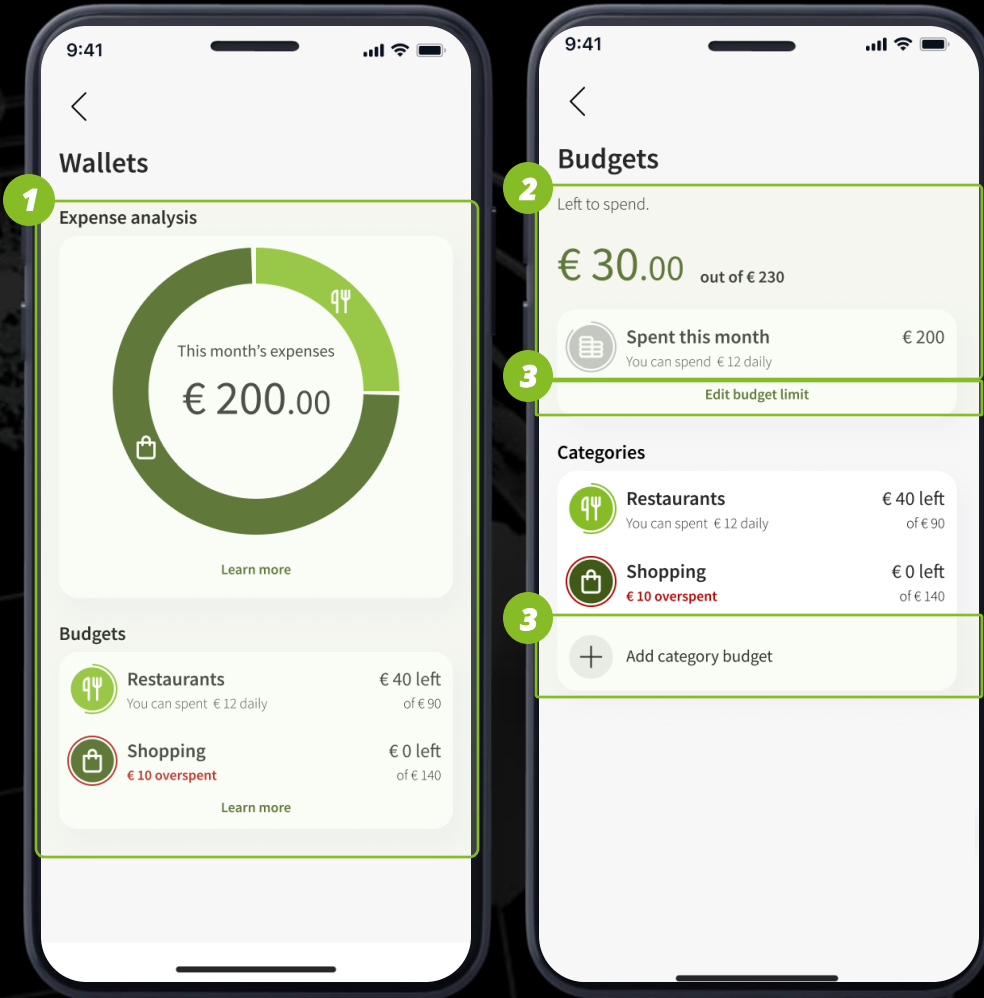 9:41
Wallets
1
Expense analysis
This month's expenses
€ 200.00
Learn more
Budgets
Restaurants
€ 40 left
You can spent € 12 daily
of € 90
Shopping
€ 0 left
€ 10 overspent
of € 140
Learn more
9:41
Budgets
2
Left to spend.
€ 30.00 out of € 230
Spent this month
€ 200
You can spend € 12 daily
3
Edit budget limit
Categories
Restaurants
€ 40 left
You can spent € 12 daily
of € 90
Shopping
€ 0 left
€ 10 overspent
of € 140
3
Add category budget